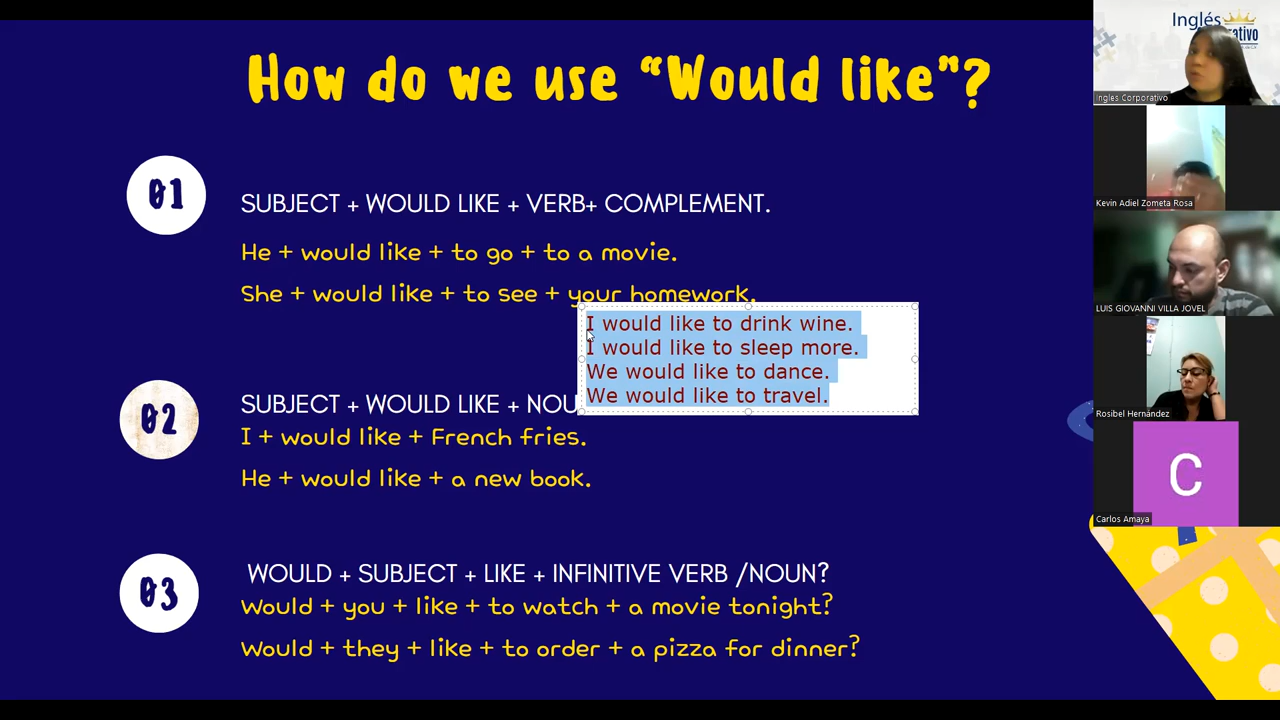 How do we use “Would like”?
01
SUBJECT + WOULD LIKE + VERB+ COMPLEMENT.
He + would like + to go + to a movie.
She + would like + to see + your homework.
I would like to drink wine.
I would like to sleep more.
We would like to dance.
We would like to travel.
02
SUBJECT + WOULD LIKE + NOU
I + would like + French fries.
He + would like + a new book.
03
WOULD + SUBJECT + LIKE + INFINITIVE VERB /NOUN?
Would + you + like + to watch + a movie tonight?
Would + they + like + to order + a pizza for dinner?
Inglés
Ingles Corporativo
Kevin Adiel Zometa Rosa
LUIS GIOVANNI VILLA JOVEL
Rosibel Hernández
C
Carlos Amaya